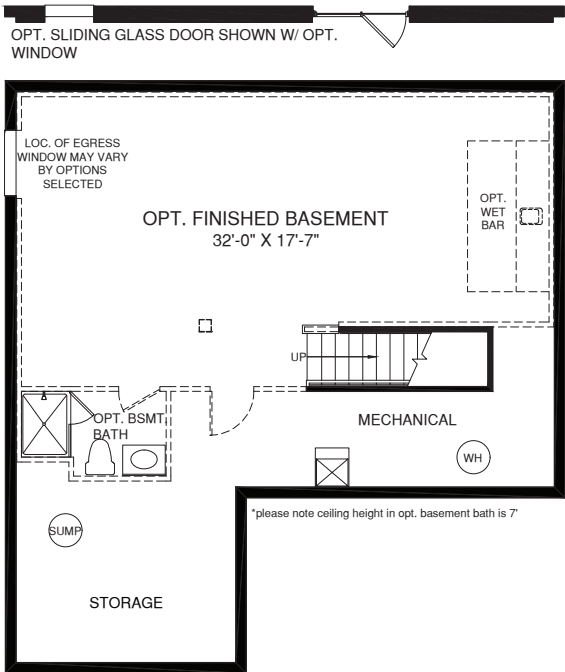 OPT. SLIDING GLASS DOOR SHOWN W/ OPT.
WINDOW
LOC. OF EGRESS
WINDOW MAY VARY
BY OPTIONS
SELECTED
OPT. FINISHED BASEMENT
32'-0" X 17'-7"
OPT.
WET
BAR
UP
OPT. BSMT.
BATH
MECHANICAL
WH
*please note ceiling height in opt. basement bath is 7'
SUMP
STORAGE